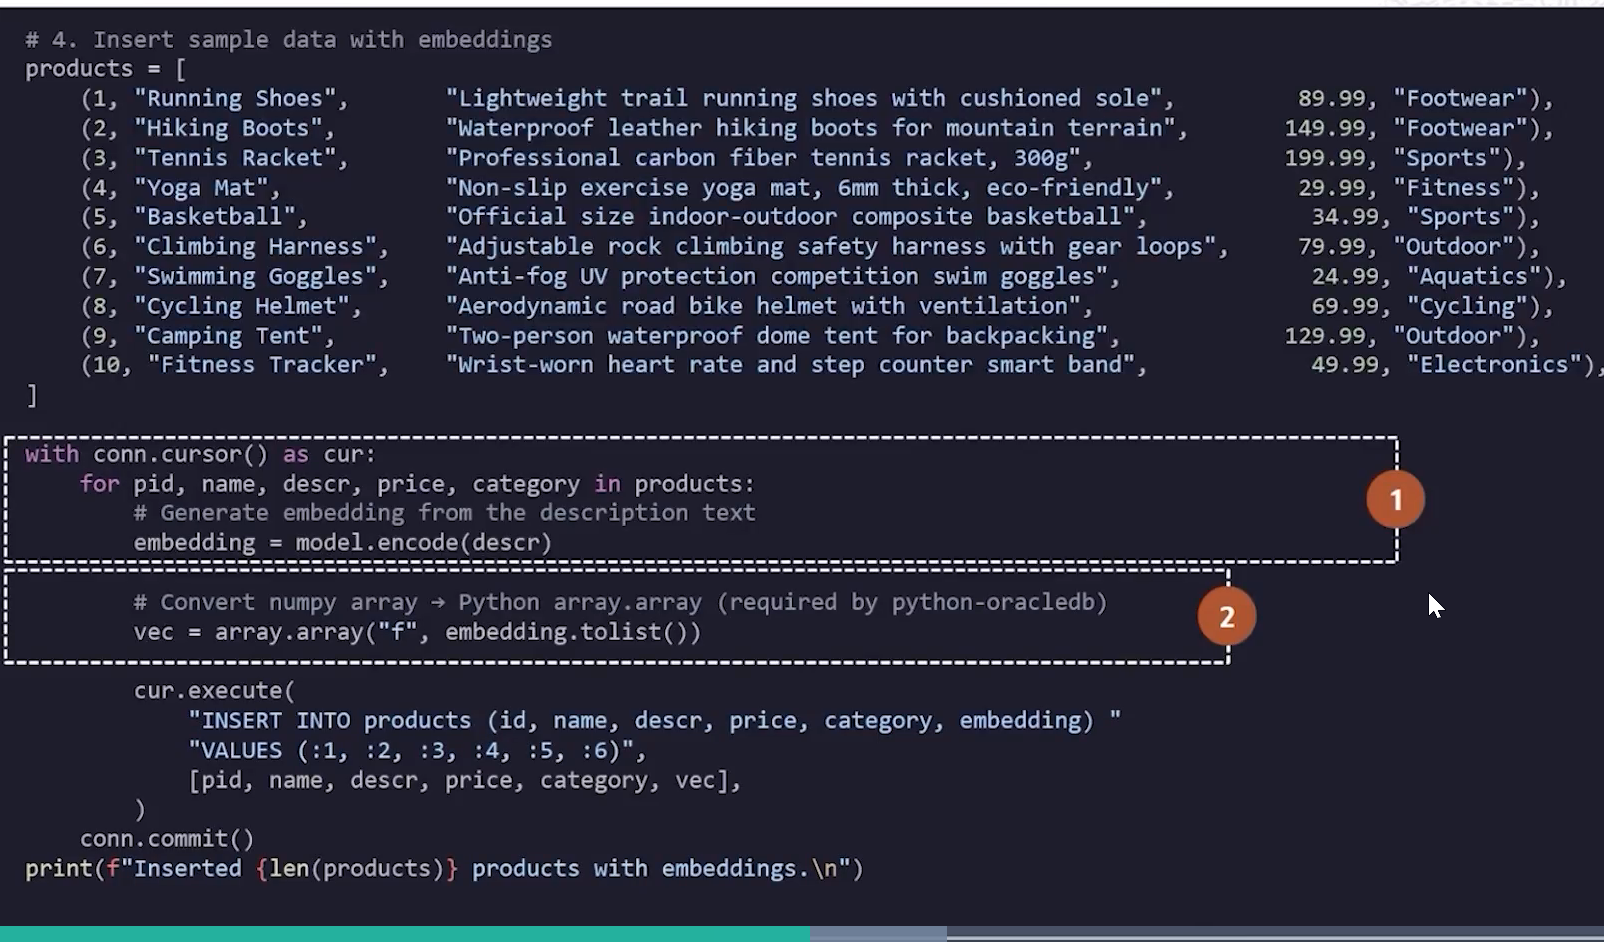 # 4. Insert sample data with embeddings
products = [
    (1, "Running Shoes",       "Lightweight trail running shoes with cushioned sole",         89.99, "Footwear"),
    (2, "Hiking Boots",        "Waterproof leather hiking boots for mountain terrain",       149.99, "Footwear"),
    (3, "Tennis Racket",       "Professional carbon fiber tennis racket, 300g",              199.99, "Sports"),
    (4, "Yoga Mat",            "Non-slip exercise yoga mat, 6mm thick, eco-friendly",         29.99, "Fitness"),
    (5, "Basketball",          "Official size indoor-outdoor composite basketball",            34.99, "Sports"),
    (6, "Climbing Harness",    "Adjustable rock climbing safety harness with gear loops",     79.99, "Outdoor"),
    (7, "Swimming Goggles",    "Anti-fog UV protection competition swim goggles",              24.99, "Aquatics"),
    (8, "Cycling Helmet",      "Aerodynamic road bike helmet with ventilation",                69.99, "Cycling"),
    (9, "Camping Tent",        "Two-person waterproof dome tent for backpacking",            129.99, "Outdoor"),
    (10, "Fitness Tracker",    "Wrist-worn heart rate and step counter smart band",            49.99, "Electronics"),
]
with conn.cursor() as cur:
    for pid, name, descr, price, category in products:
1
        # Generate embedding from the description text
        embedding = model.encode(descr)
        # Convert numpy array → Python array.array (required by python-oracledb)
2
        vec = array.array("f", embedding.tolist())
        cur.execute(
            "INSERT INTO products (id, name, descr, price, category, embedding) "
            "VALUES (:1, :2, :3, :4, :5, :6)",
            [pid, name, descr, price, category, vec],
        )
    conn.commit()
print(f"Inserted {len(products)} products with embeddings.\n")